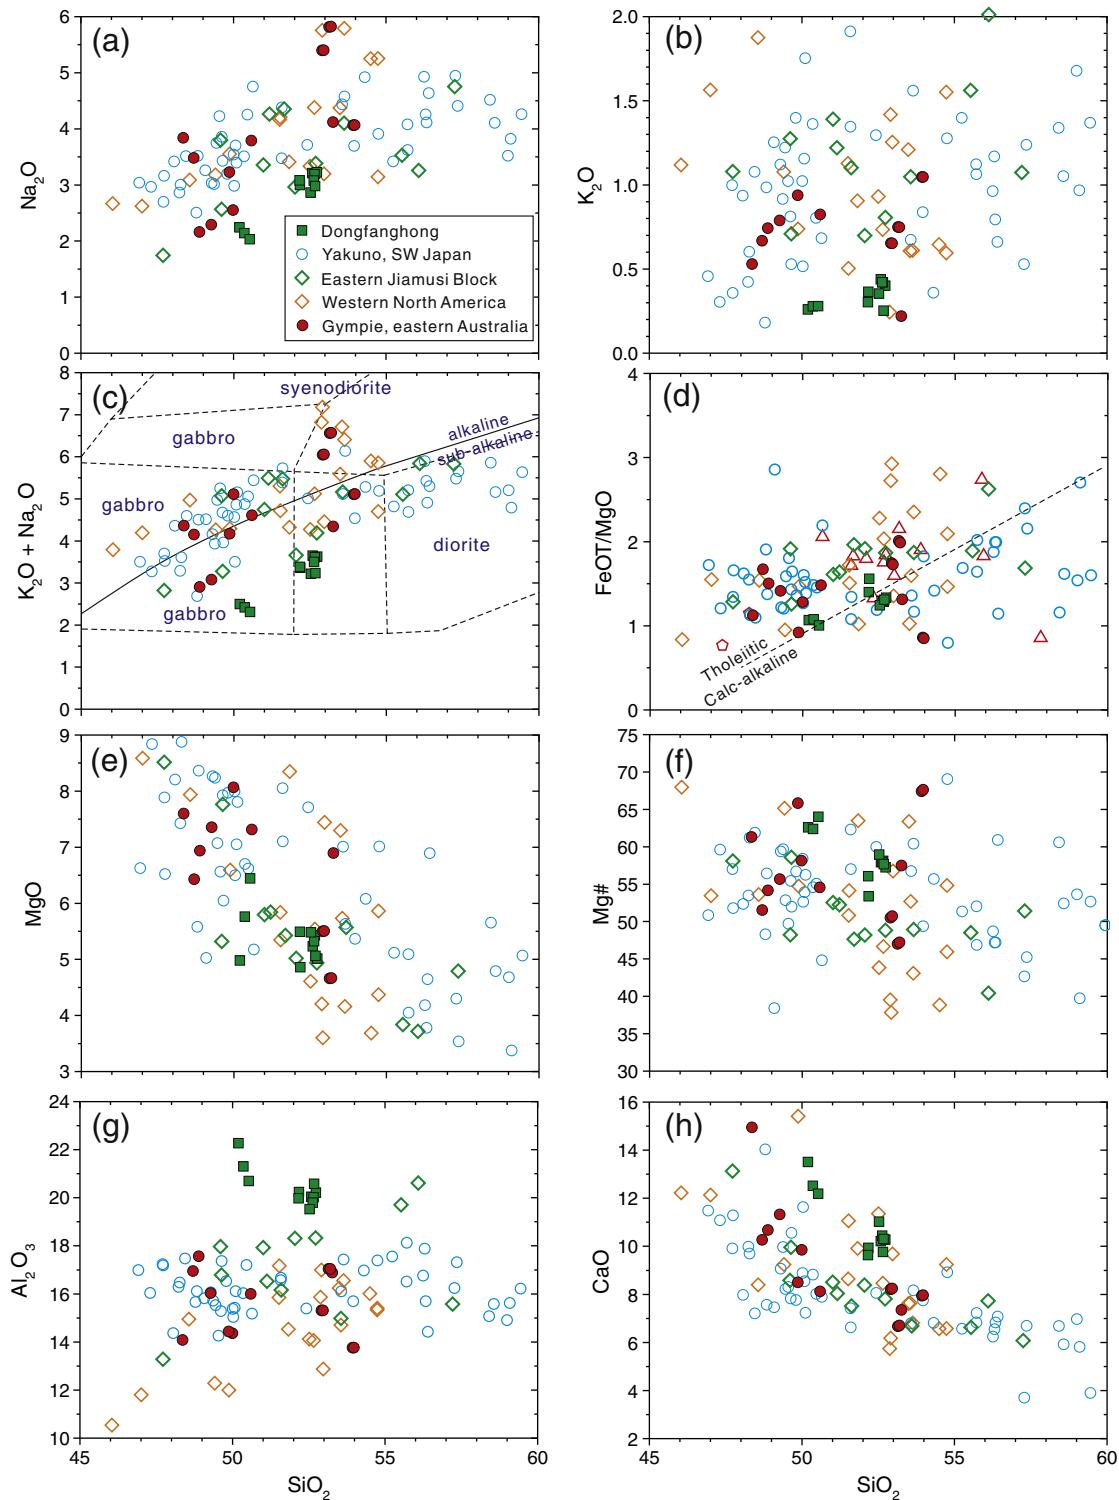 (a)
Na2O
6
5
4
3
2
1
0
Dongfanghong
Yakuno, SW Japan
Eastern Jiamusi Block
Western North America
Gympie, eastern Australia
(b)
K2O
2.0
1.5
1.0
0.5
0.0
(c)
K2O + Na2O
8
7
6
5
4
3
2
1
0
syenodiorite
gabbro
alkaline
sub-alkaline
gabbro
diorite
gabbro
(d)
FeOT/MgO
4
3
2
1
0
Tholeiitic
Calc-alkaline
(e)
MgO
9
8
7
6
5
4
3
(f)
Mg#
75
70
65
60
55
50
45
40
35
30
(g)
Al2O3
24
22
20
18
16
14
12
10
45
50
55
60
SiO2
(h)
CaO
16
14
12
10
8
6
4
2
45
50
55
60
SiO2